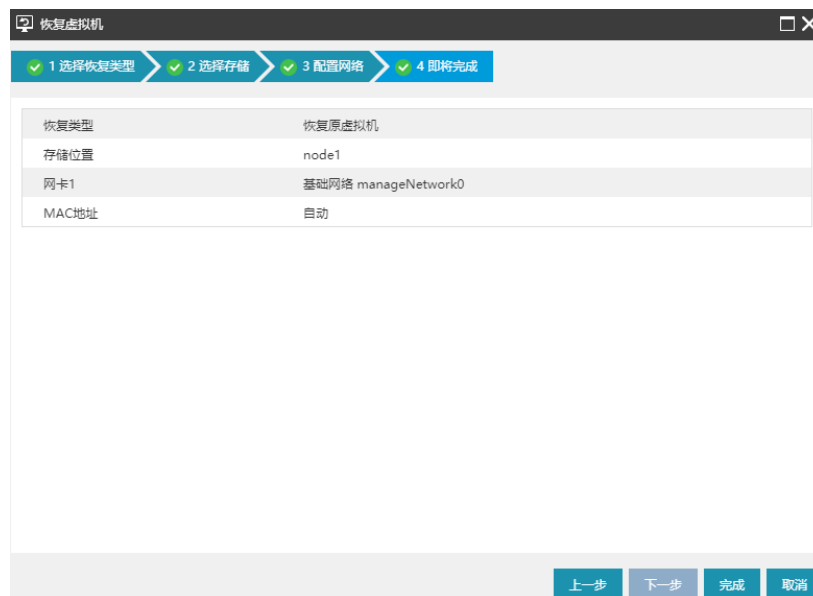 恢复虚拟机
1 选择恢复类型 2 选择存储 3 配置网络 4 即将完成
恢复类型 恢复原虚拟机
存储位置 node1
网卡1 基础网络 manageNetwork0
MAC地址 自动
上一步 下一步 完成 取消